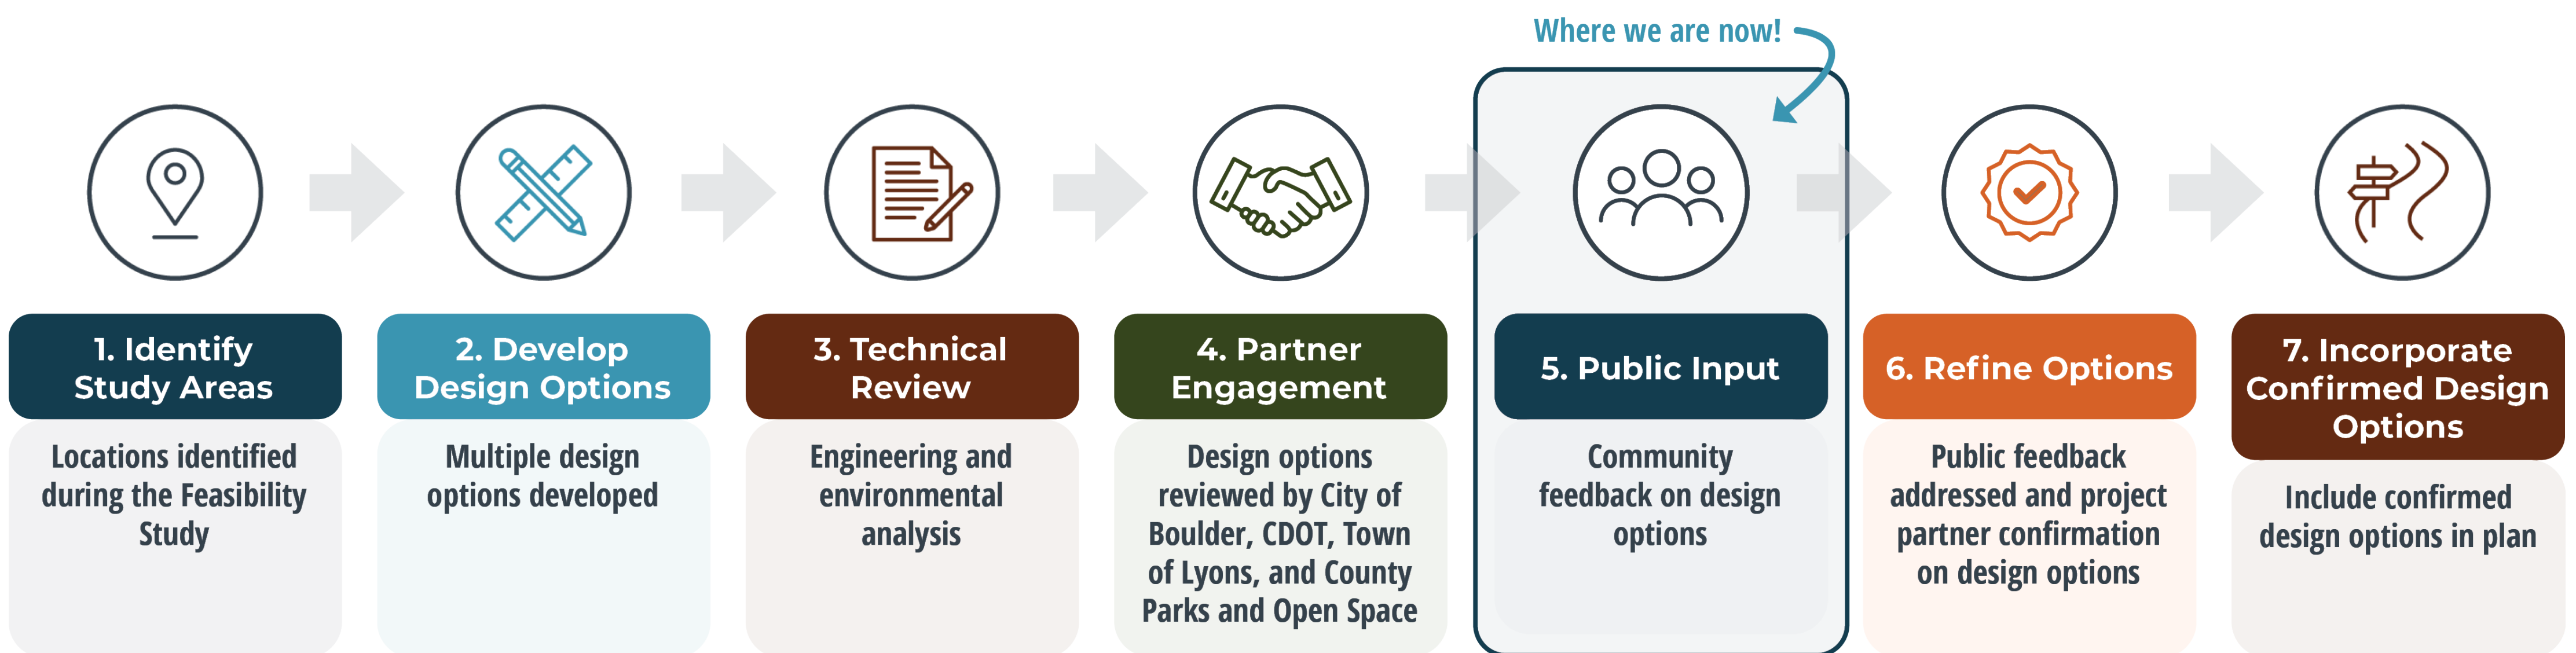 Where we are now!
1. Identify
Study Areas
Locations identified
during the Feasibility
Study
2. Develop
Design Options
Multiple design
options developed
3. Technical
Review
Engineering and
environmental
analysis
4. Partner
Engagement
Design options
reviewed by City of
Boulder, CDOT, Town
of Lyons, and County
Parks and Open Space
5. Public Input
Community
feedback on design
options
6. Refine Options
Public feedback
addressed and project
partner confirmation
on design options
7. Incorporate
Confirmed Design
Options
Include confirmed
design options in plan